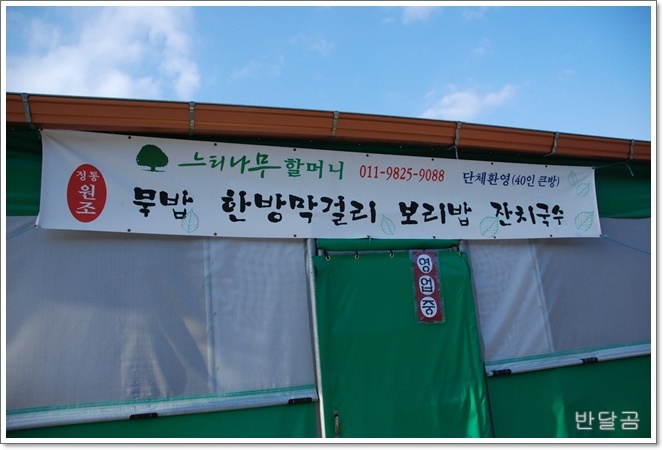 정통
원조
느티나무 할머니 011-9825-9088 단체환영(40인 큰방)
묵밥 한방막걸리 보리밥 잔치국수
영업중
반달곰